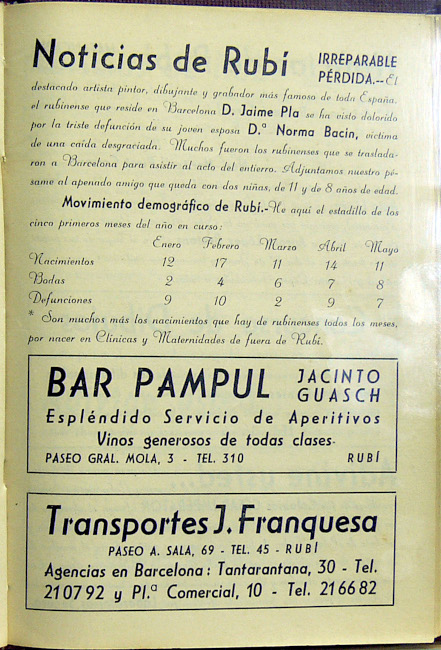 Noticias de Rubí IRREPARABLE
PÉRDIDA.--El
destacado artista pintor, dibujante y grabador más famoso de toda España,
el rubinense que reside en Barcelona D. Jaime Pla se ha visto dolorido
por la triste defunción de su joven esposa D.ª Norma Bacin, víctima
de una caída desgraciada. Muchos fueron los rubinenses que se traslada-
ron a Barcelona para asistir al acto del entierro. Adjuntamos nuestro pé-
same al apenado amigo que queda con dos niñas, de 11 y de 8 años de edad.
Movimiento demográfico de Rubí.-He aquí el estadillo de los
cinco primeros meses del año en curso:
Enero Febrero Marzo Abril Mayo
Nacimientos 12 17 11 14 11
Bodas 2 4 6 7 8
Defunciones 9 10 2 9 7
* Son muchos más los nacimientos que hay de rubinenses todos los meses,
por nacer en Clínicas y Maternidades de fuera de Rubí.
BAR PAMPUL JACINTO
GUASCH
Espléndido Servicio de Aperitivos
Vinos generosos de todas clases-
PASEO GRAL. MOLA, 3 - TEL. 310 RUBÍ
Transportes J. Franquesa
PASEO A. SALA, 69 - TEL. 45 - RUBÍ
Agencias en Barcelona: Tantarantana, 30 - Tel.
210792 y Pl.ª Comercial, 10 - Tel. 216682